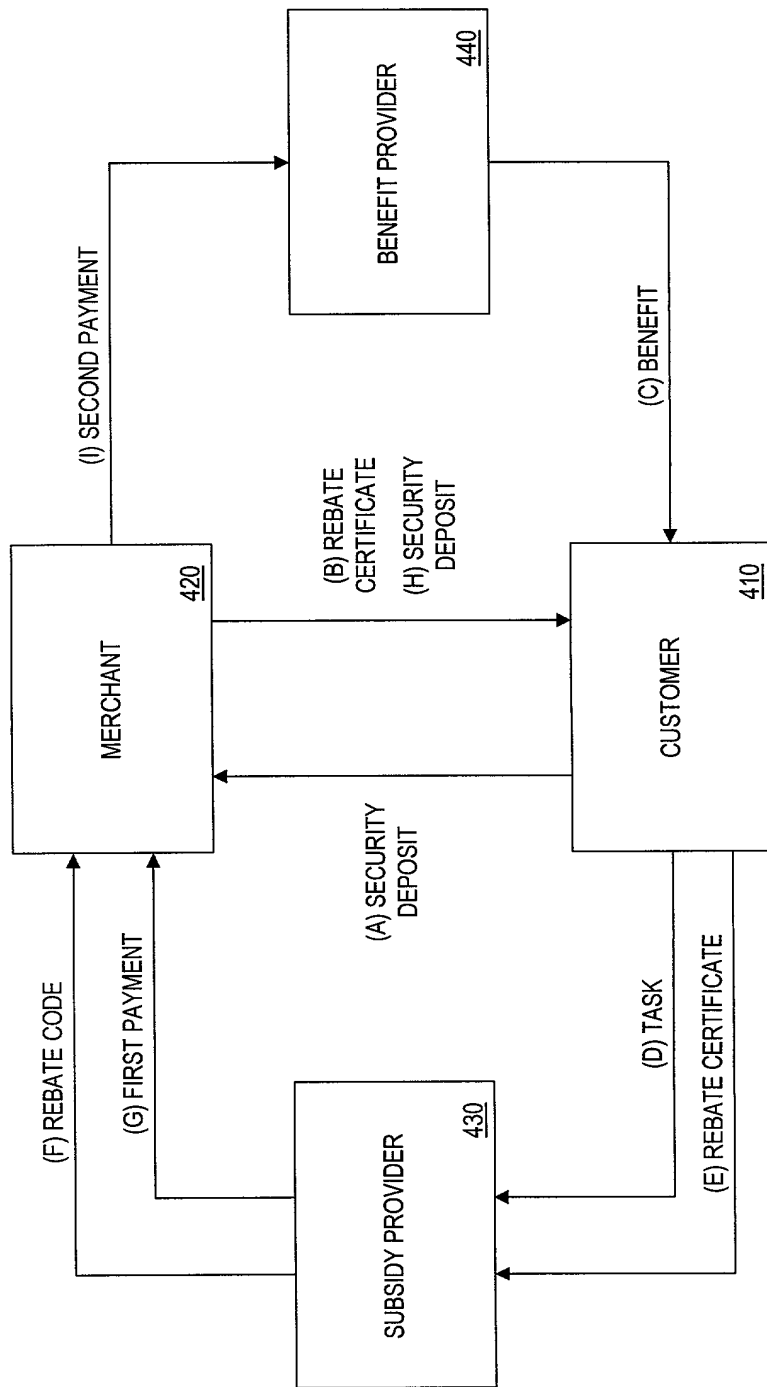 (F) REBATE CODE
(G) FIRST PAYMENT
MERCHANT
420
(I) SECOND PAYMENT
SUBSIDY PROVIDER
430
(A) SECURITY
DEPOSIT
(B) REBATE
CERTIFICATE
(H) SECURITY
DEPOSIT
BENEFIT PROVIDER
440
(D) TASK
(E) REBATE CERTIFICATE
CUSTOMER
410
(C) BENEFIT